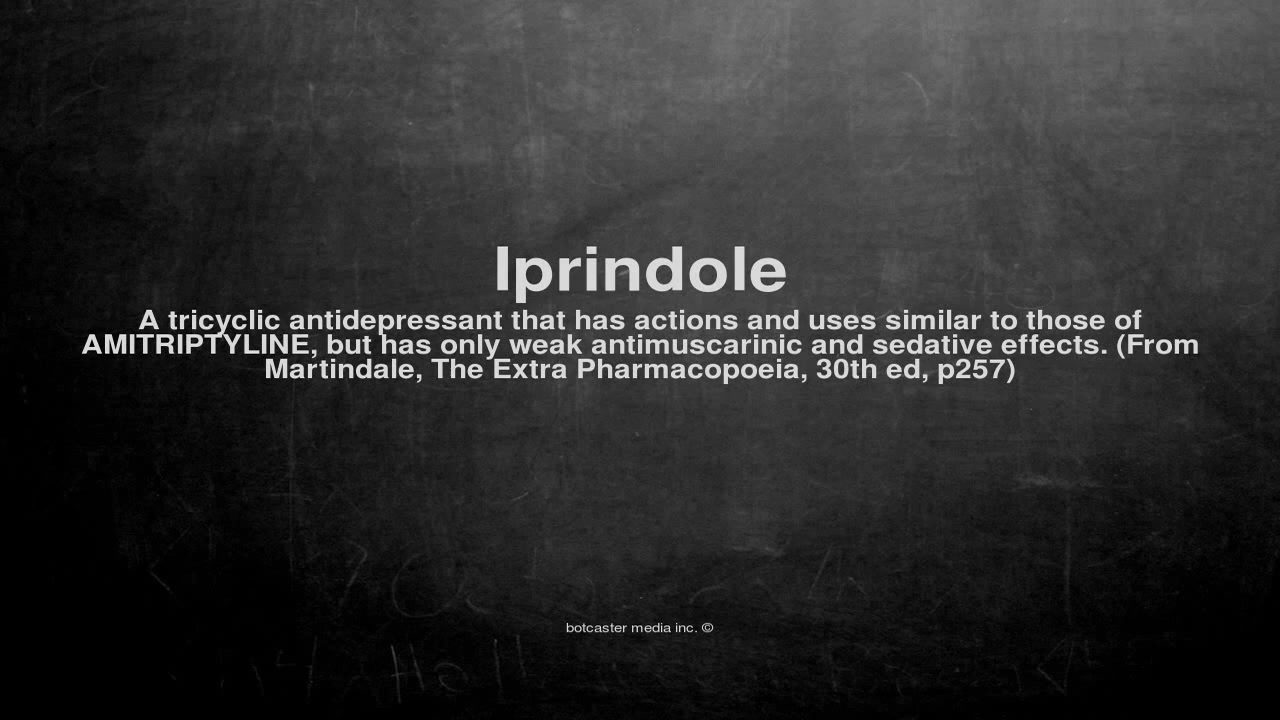 Iprindole
A tricyclic antidepressant that has actions and uses similar to those of
AMITRIPTYLINE, but has only weak antimuscarinic and sedative effects. (From
Martindale, The Extra Pharmacopoeia, 30th ed, p257)
botcaster media inc. ©